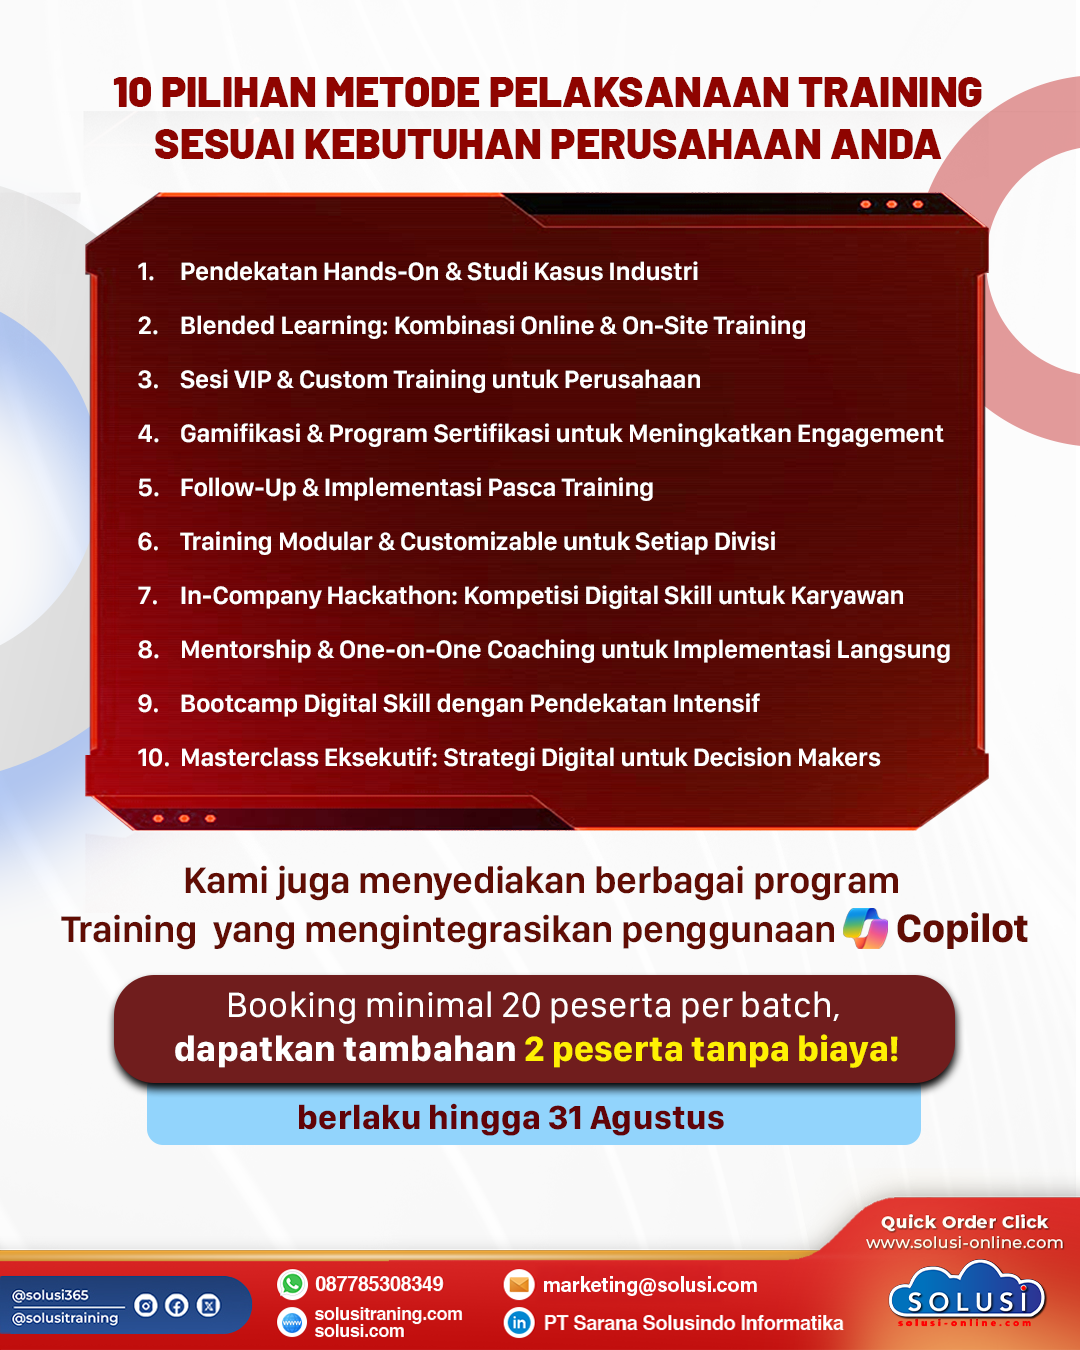 10 PILIHAN METODE PELAKSANAAN TRAINING
SESUAI KEBUTUHAN PERUSAHAAN ANDA
1. Pendekatan Hands-On & Studi Kasus Industri
2. Blended Learning: Kombinasi Online & On-Site Training
3. Sesi VIP & Custom Training untuk Perusahaan
4. Gamifikasi & Program Sertifikasi untuk Meningkatkan Engagement
5. Follow-Up & Implementasi Pasca Training
6. Training Modular & Customizable untuk Setiap Divisi
7. In-Company Hackathon: Kompetisi Digital Skill untuk Karyawan
8. Mentorship & One-on-One Coaching untuk Implementasi Langsung
9. Bootcamp Digital Skill dengan Pendekatan Intensif
10. Masterclass Eksekutif: Strategi Digital untuk Decision Makers
Kami juga menyediakan berbagai program
Training yang mengintegrasikan penggunaan Copilot
Booking minimal 20 peserta per batch,
dapatkan tambahan 2 peserta tanpa biaya!
berlaku hingga 31 Agustus
Quick Order Click
www.solusi-online.com
@solusi365
@solusitraining
087785308349
solusitraning.com
solusi.com
marketing@solusi.com
PT Sarana Solusindo Informatika
SOLUSI
solusi-online.com